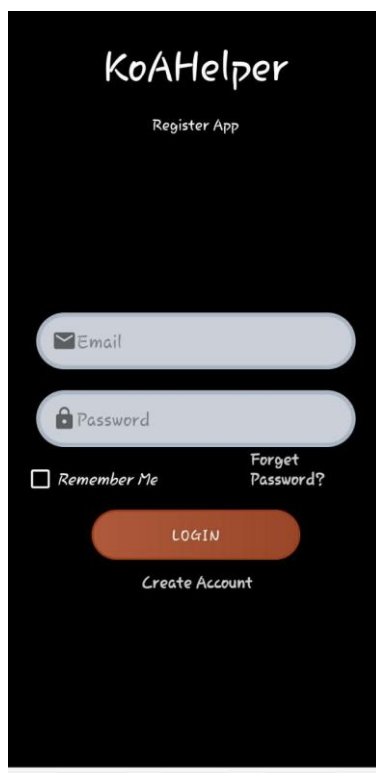 KoAHelper
Register App
Email
Password
Remember Me
Forget
Password?
LOGIN
Create Account